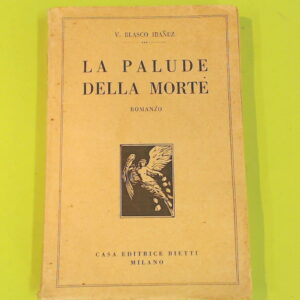 V. BLASCO IBAÑEZ
LA PALUDE
DELLA MORTE
ROMANZO
CASA EDITRICE BIETTI
MILANO